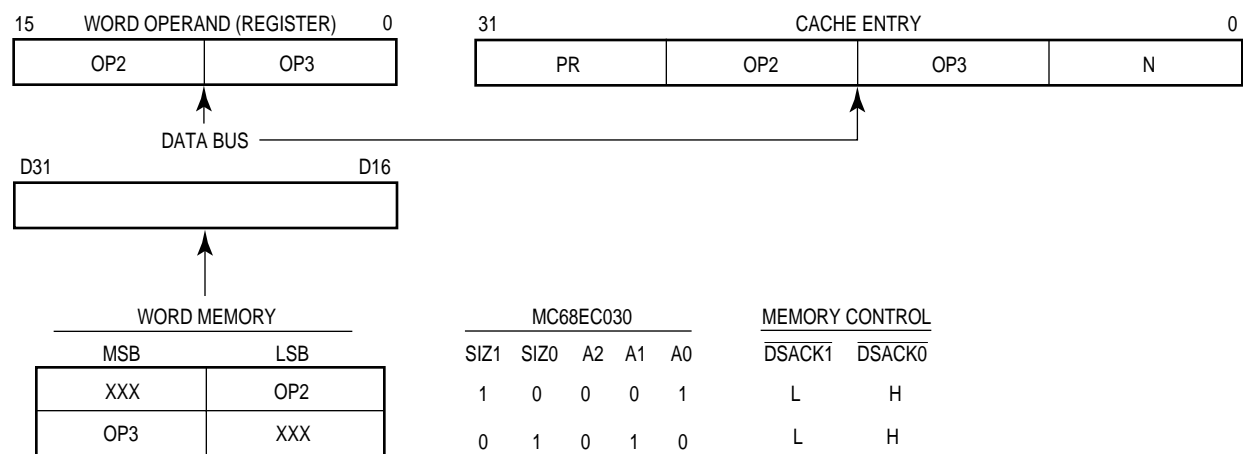 15 WORD OPERAND (REGISTER) 0 31 CACHE ENTRY 0
OP2 OP3 PR OP2 OP3 N
DATA BUS
D31 D16
WORD MEMORY MC68EC030 MEMORY CONTROL
MSB LSB SIZ1 SIZ0 A2 A1 A0 DSACK1 DSACK0
XXX OP2 1 0 0 0 1 L H
OP3 XXX 0 1 0 1 0 L H